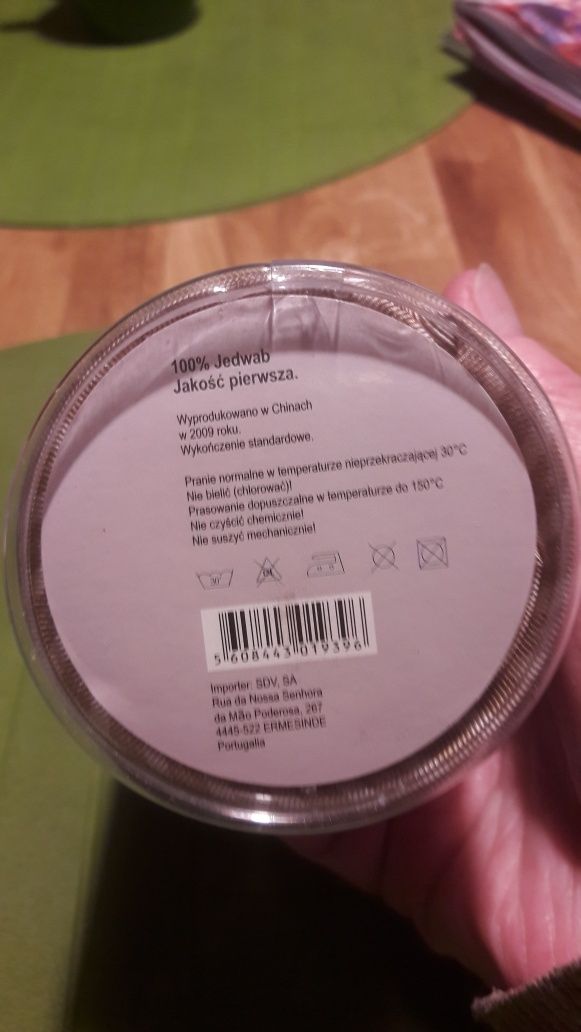 100% Jedwab
Jakość pierwsza.
Wyprodukowano w Chinach
w 2009 roku.
Wykończenie standardowe.
Pranie normalne w temperaturze nieprzekraczającej 30°C
Nie bielić (chlorować)!
Prasowanie dopuszczalne w temperaturze do 150°C
Nie czyścić chemicznie!
Nie suszyć mechanicznie!
30°
CL
5 608443 019396
Importer: SDV, SA
Rua da Nossa Senhora
da Mão Poderosa, 267
4445-522 ERMESINDE
Portugalia